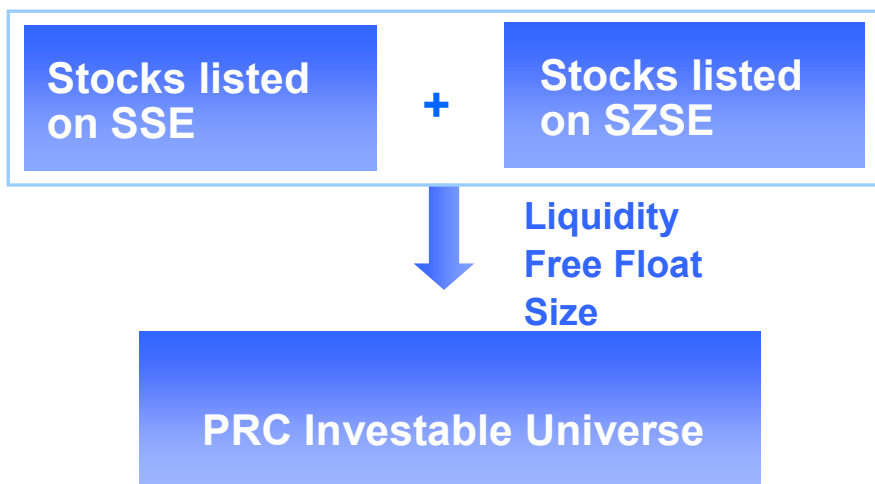 Stocks listed
on SSE
+
Stocks listed
on SZSE
Liquidity
Free Float
Size
PRC Investable Universe